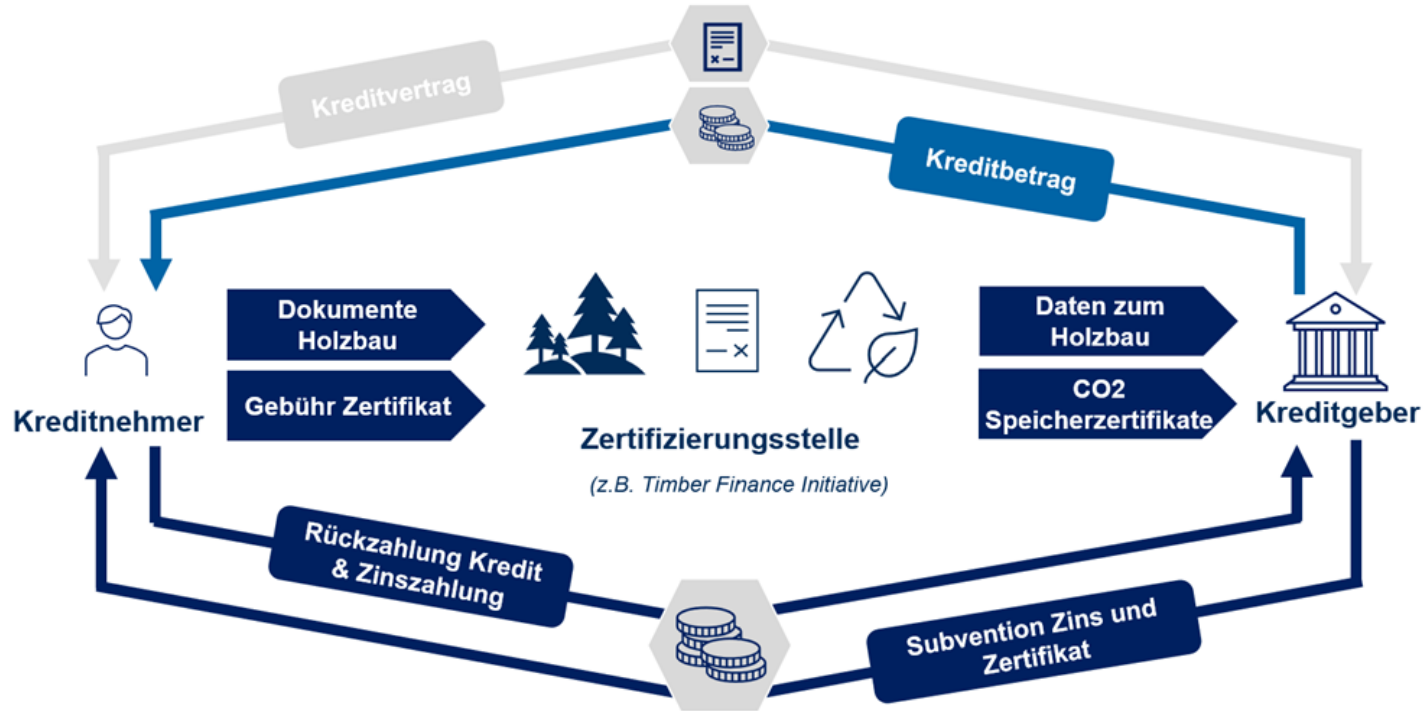 Kreditvertrag
Kreditbetrag
Dokumente
Holzbau
Gebühr Zertifikat
Daten zum
Holzbau
CO2
Speicherzertifikate
Kreditnehmer
Zertifizierungsstelle
(z.B. Timber Finance Initiative)
Kreditgeber
Rückzahlung Kredit
& Zinszahlung
Subvention Zins und
Zertifikat